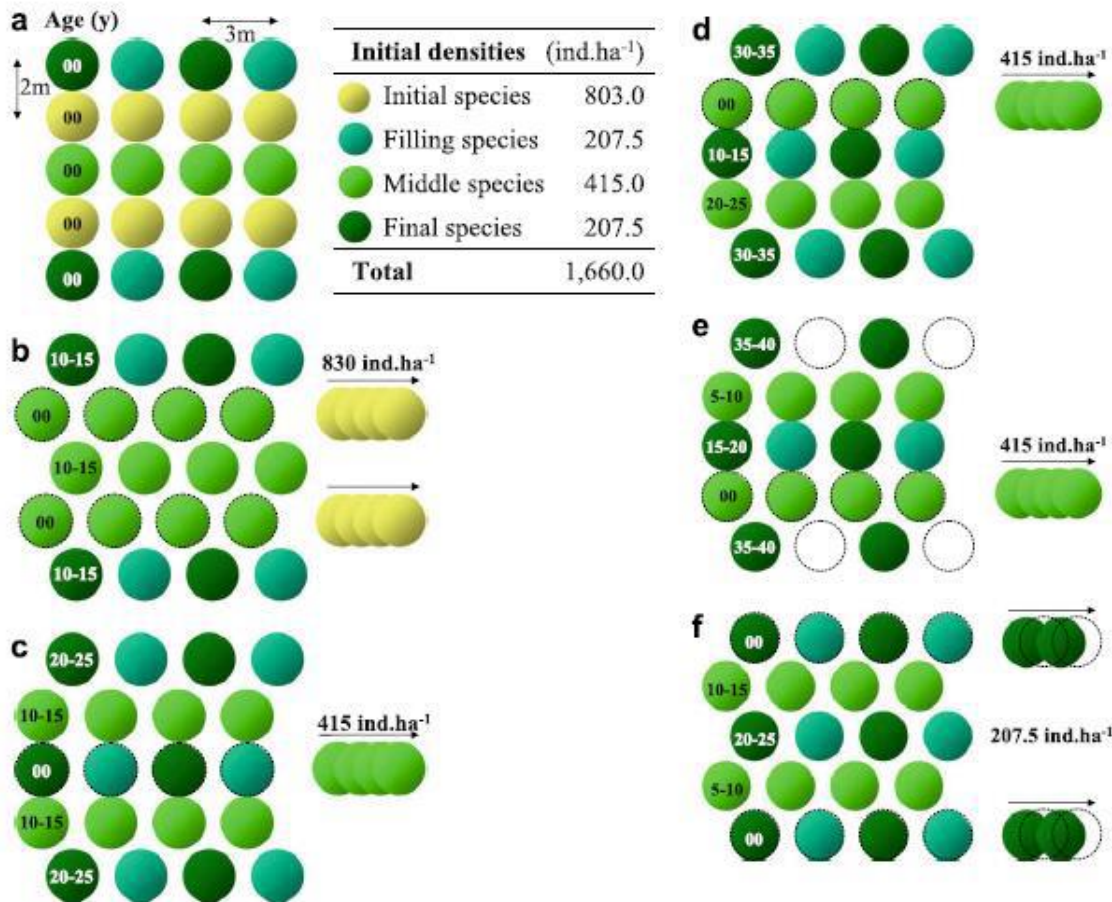 a Age (y)
3m
2m
00
00
00
00
00
Initial densities (ind.ha⁻¹)
Initial species 803.0
Filling species 207.5
Middle species 415.0
Final species 207.5
Total 1,660.0
b
10-15
00
10-15
00
10-15
830 ind.ha⁻¹
c
20-25
10-15
00
10-15
20-25
415 ind.ha⁻¹
d
30-35
00
10-15
20-25
30-35
415 ind.ha⁻¹
e
35-40
5-10
15-20
00
35-40
415 ind.ha⁻¹
f
00
10-15
20-25
5-10
00
207.5 ind.ha⁻¹